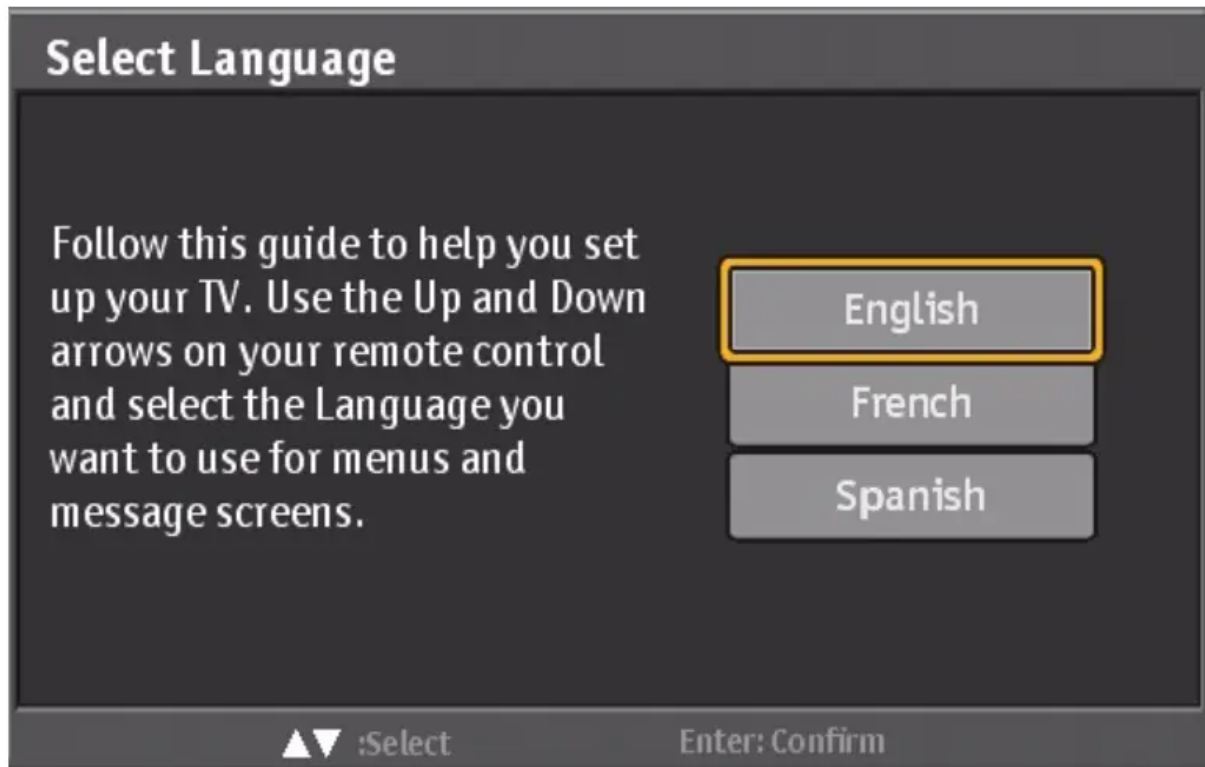 Select Language
Follow this guide to help you set
up your TV. Use the Up and Down
arrows on your remote control
and select the Language you
want to use for menus and
message screens.
English
French
Spanish
▲▼ :Select
Enter: Confirm